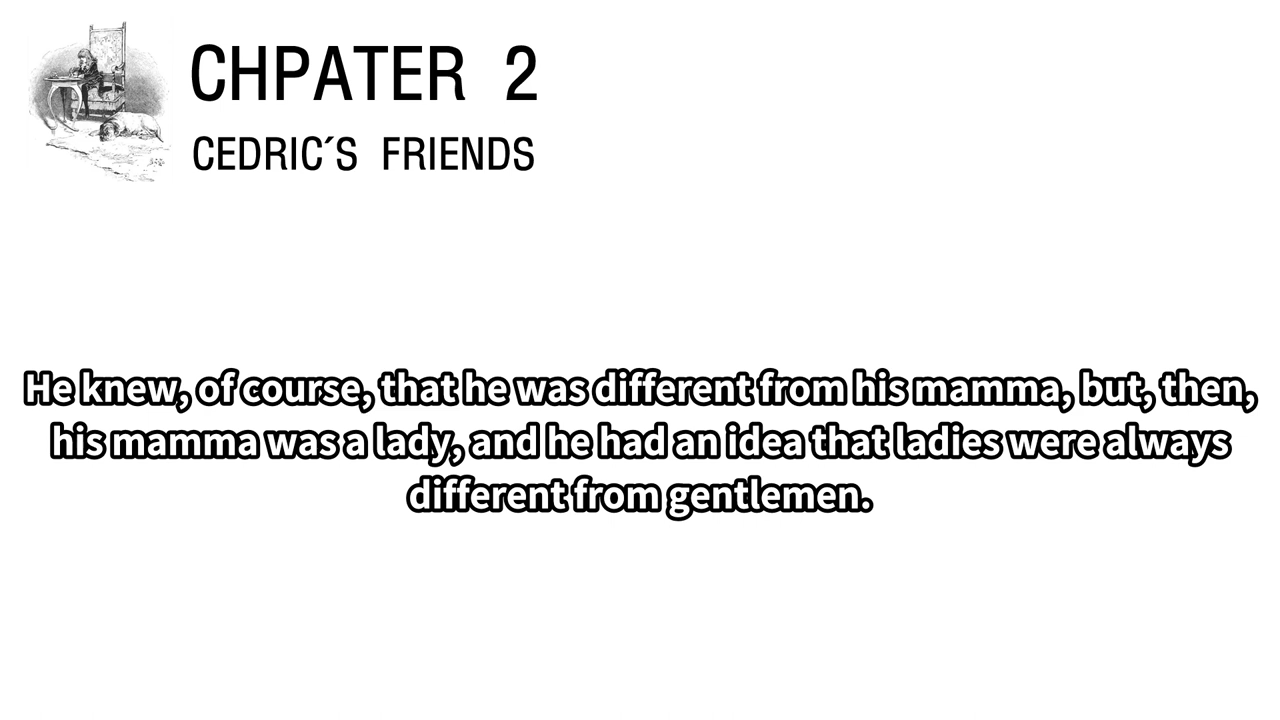 CHPATER 2
CEDRIC´S FRIENDS
He knew, of course, that he was different from his mamma, but, then,
his mamma was a lady, and he had an idea that ladies were always
different from gentlemen.